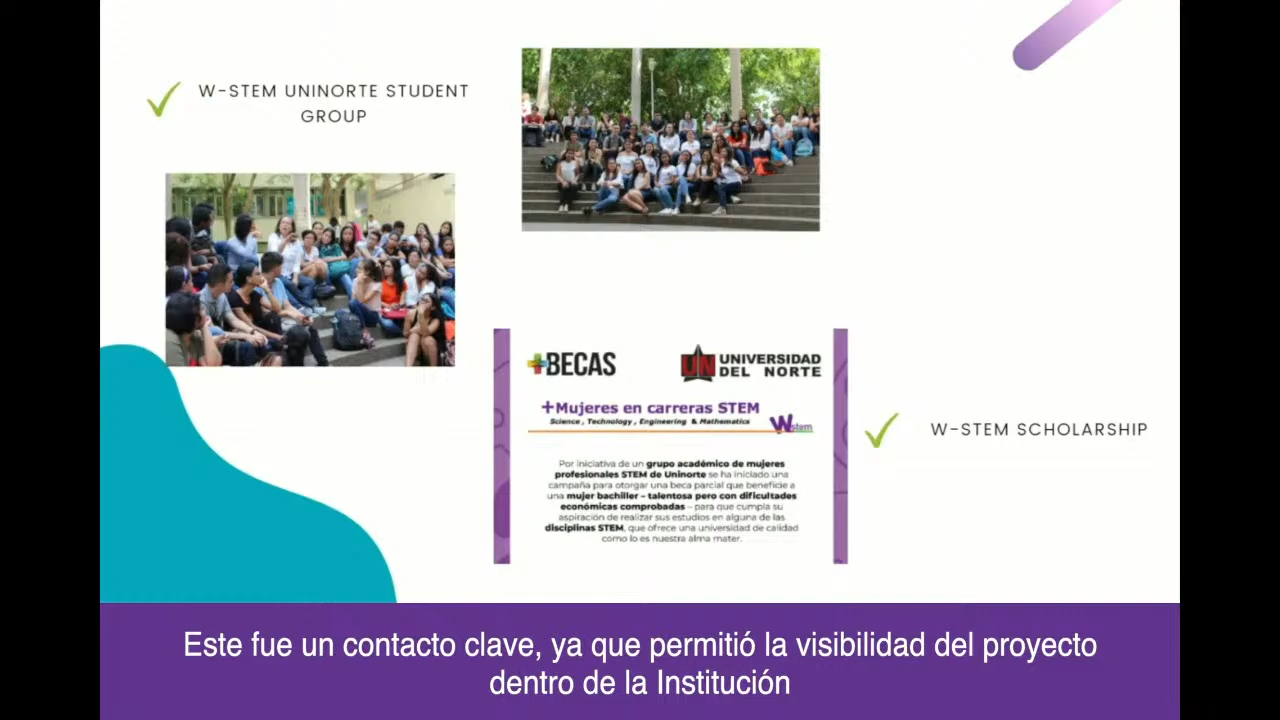 W-STEM UNINORTE STUDENT
GROUP
+BECAS
UN UNIVERSIDAD
DEL NORTE
+Mujeres en carreras STEM
Science, Technology, Engineering & Mathematics
Wstem
Por iniciativa de un grupo académico de mujeres
profesionales STEM de Uninorte se ha iniciado una
campaña para otorgar una beca parcial que beneficie a
una mujer bachiller – talentosa pero con dificultades
económicas comprobadas – para que cumpla su
aspiración de realizar sus estudios en alguna de las
disciplinas STEM, que ofrece una universidad de calidad
como lo es nuestra alma mater.
W-STEM SCHOLARSHIP
Este fue un contacto clave, ya que permitió la visibilidad del proyecto
dentro de la Institución